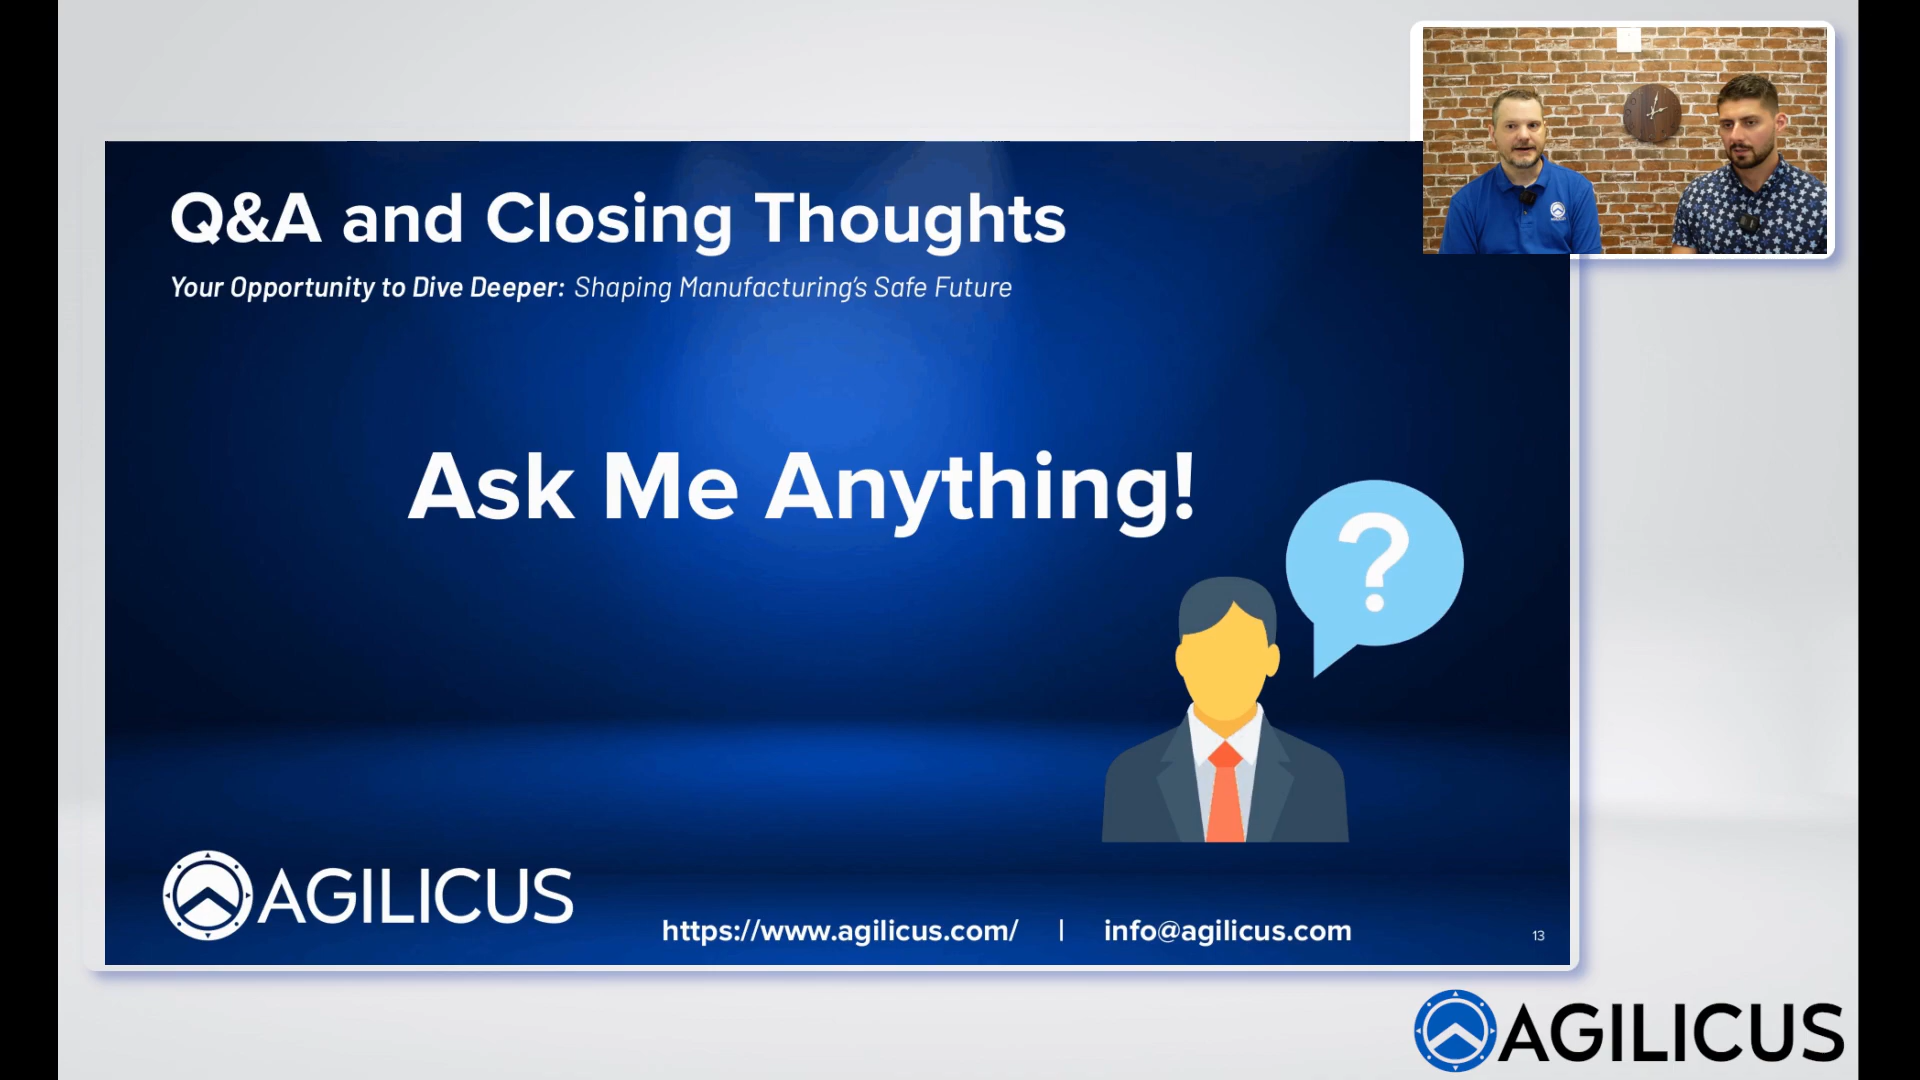 Q&A and Closing Thoughts
Your Opportunity to Dive Deeper: Shaping Manufacturing's Safe Future
Ask Me Anything!
?
AGILICUS
https://www.agilicus.com/ | info@agilicus.com
13
AGILICUS